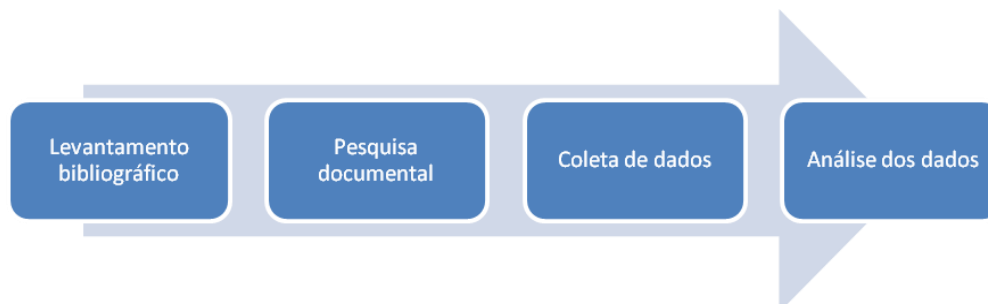 Levantamento
bibliográfico
Pesquisa
documental
Coleta de dados
Análise dos dados